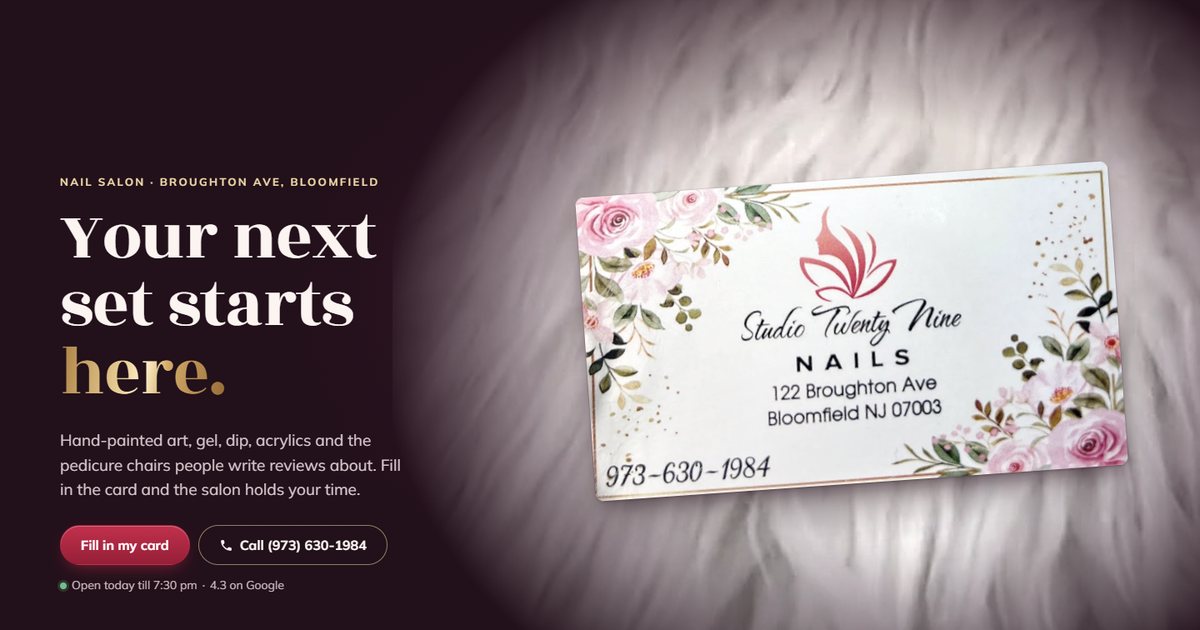 NAIL SALON · BROUGHTON AVE, BLOOMFIELD
Your next
set starts
here.
Hand-painted art, gel, dip, acrylics and the
pedicure chairs people write reviews about. Fill
in the card and the salon holds your time.
Fill in my card
Call (973) 630-1984
Open today till 7:30 pm · 4.3 on Google
Studio Twenty Nine
NAILS
122 Broughton Ave
Bloomfield NJ 07003
973-630-1984